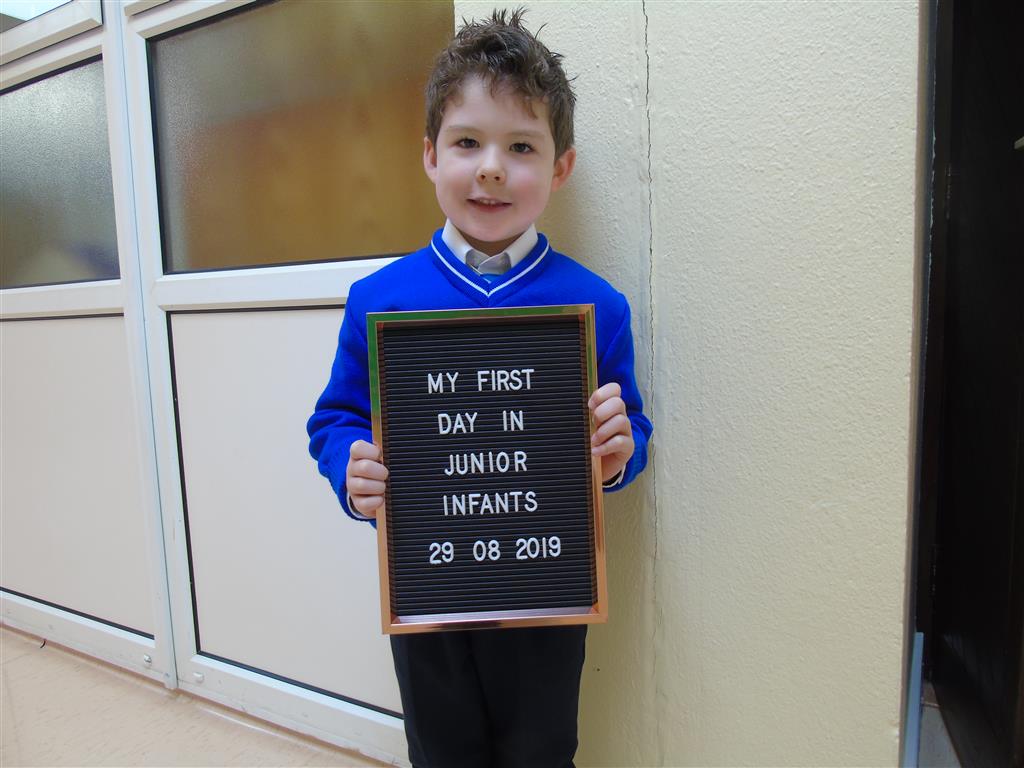 MY FIRST
DAY IN
JUNIOR
INFANTS
29 08 2019